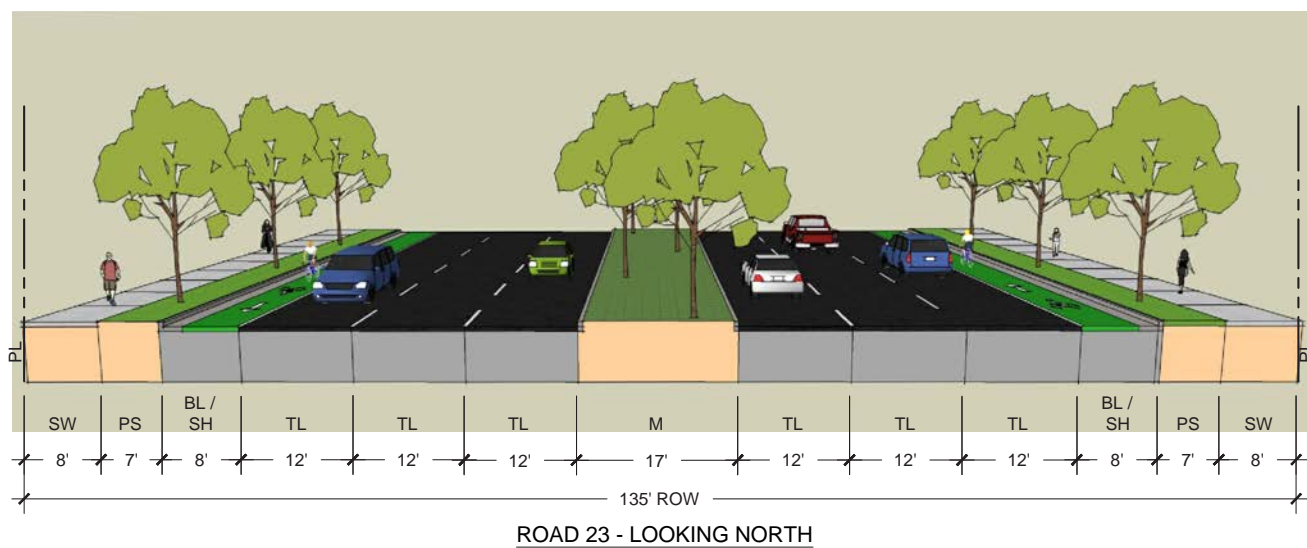 PL
PL
BL / BL /
SW PS SH TL TL TL M TL TL TL SH PS SW
8' 7' 8' 12' 12' 12' 17' 12' 12' 12' 8' 7' 8'
135' ROW
ROAD 23 - LOOKING NORTH